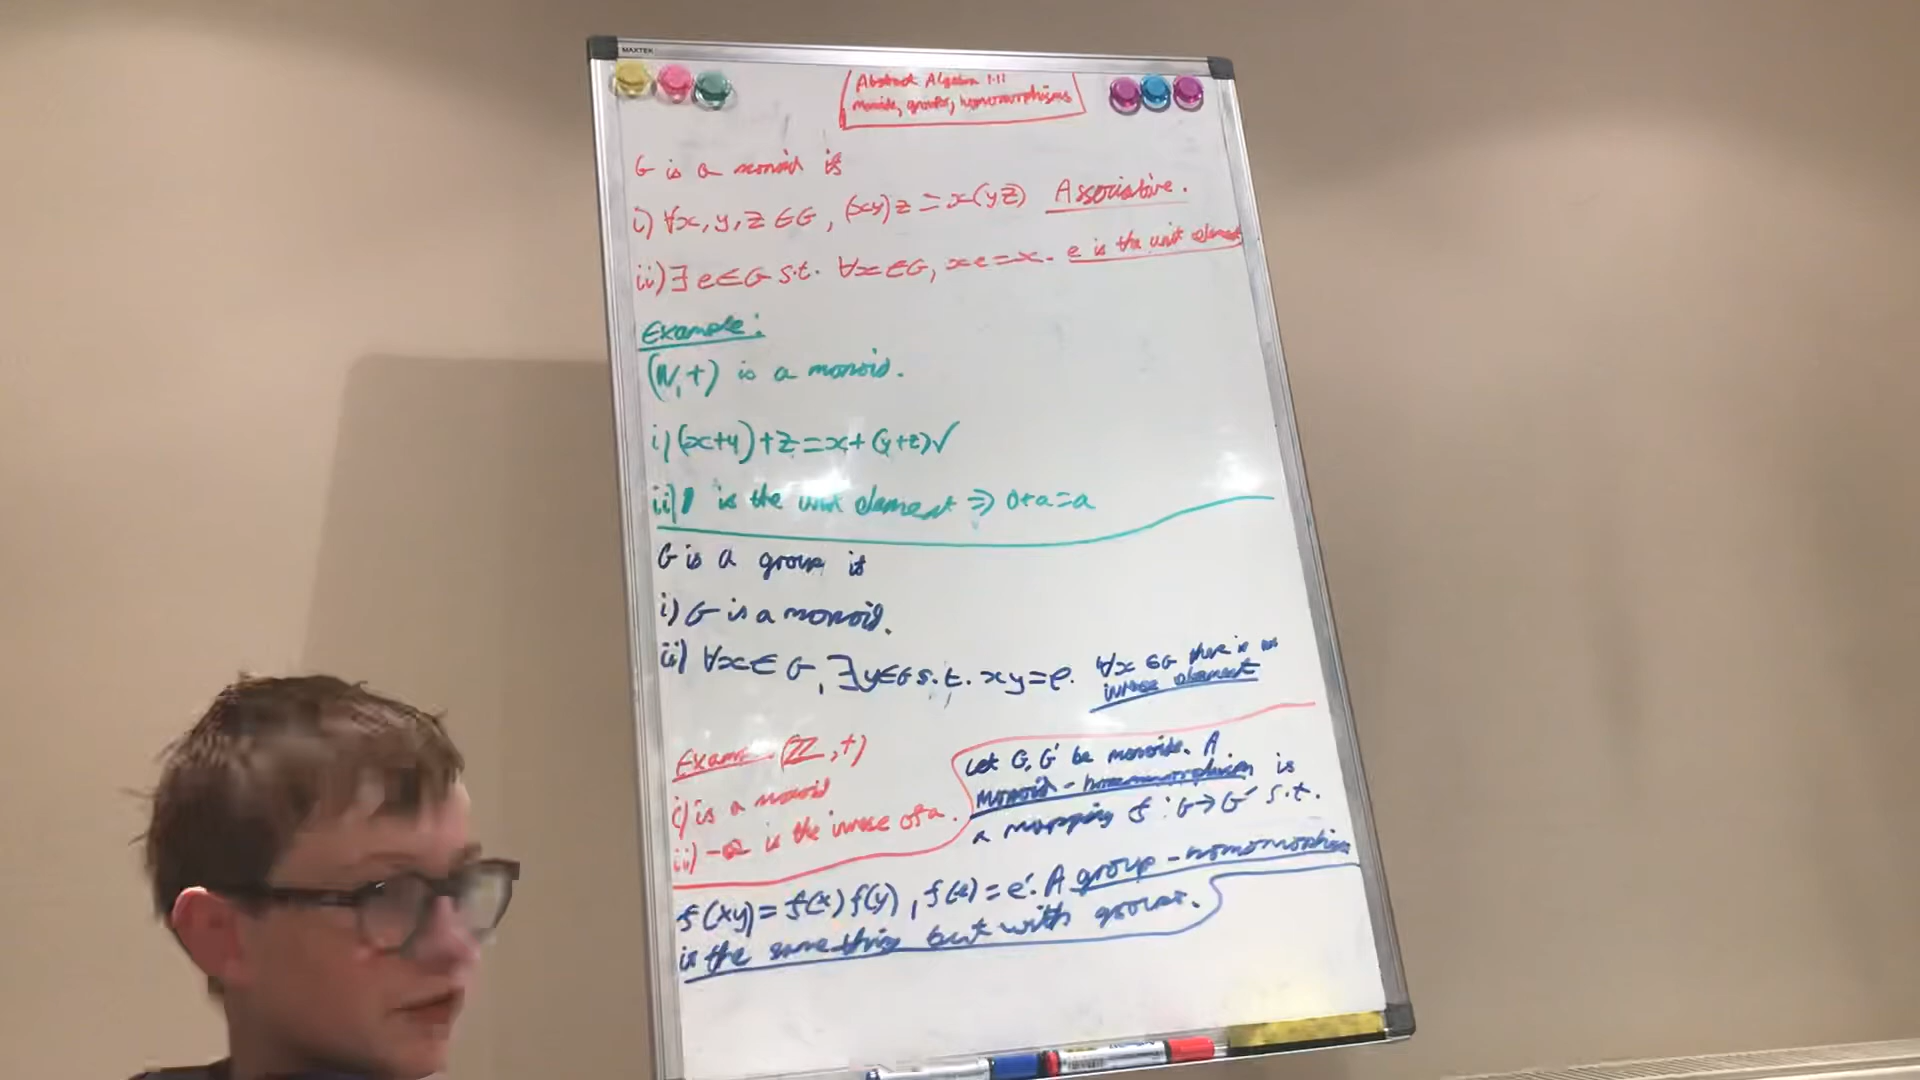 MAXTEK
Abstract Algebra 1.1
monoids, groups, homomorphisms
G is a monoid if
i) ∀x, y, z ∈ G, (xy)z = x(yz) Associative.
ii) ∃ e ∈ G s.t. ∀x ∈ G, xe = x. e is the unit element
Example:
(N, +) is a monoid.
i) (x+y)+z = x+(y+z) ✓
ii) is the unit element ⇒ 0+a=a
G is a group if
i) G is a monoid.
ii) ∀x ∈ G, ∃y ∈ G s.t. xy = e. ∀x ∈ G there is an
inverse element
(ℤ, +)
i) is a monoid
ii) -a is the inverse of a.
Let G, G' be monoids. A
monoid-homomorphism is
a mapping f: G → G' s.t.
f(xy) = f(x)f(y), f(e) = e'. A group-homomorphism
is the same thing but with groups.